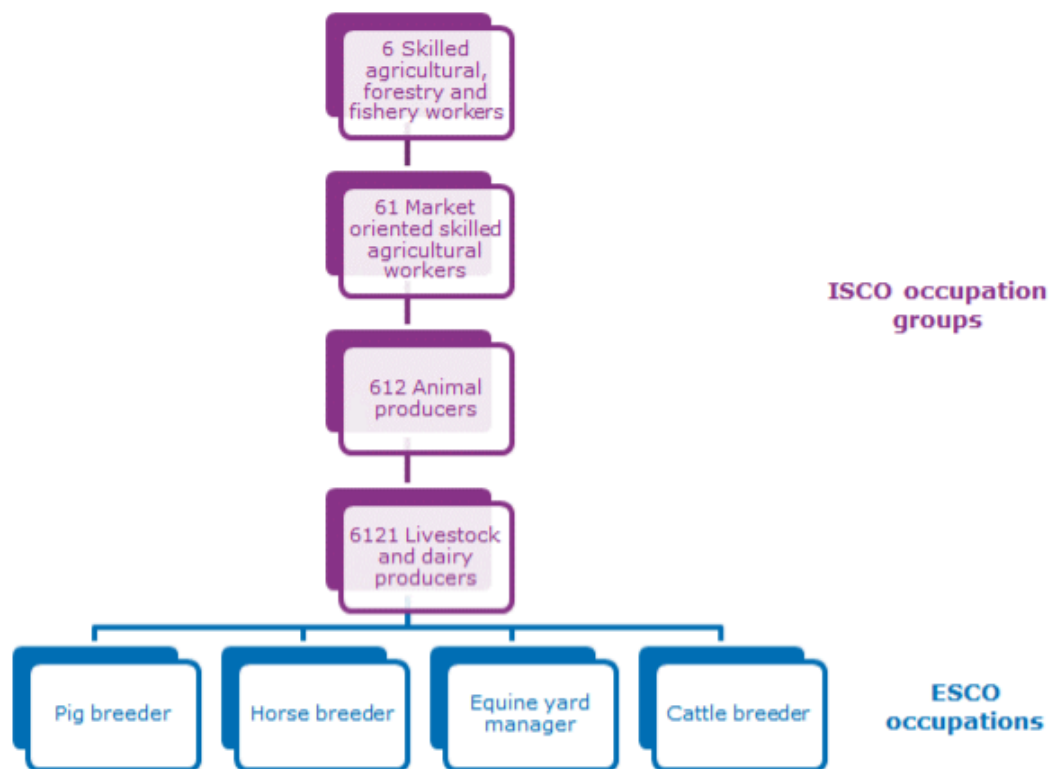 6 Skilled
agricultural,
forestry and
fishery workers
61 Market
oriented skilled
agricultural
workers
ISCO occupation
groups
612 Animal
producers
6121 Livestock
and dairy
producers
Pig breeder
Horse breeder
Equine yard
manager
Cattle breeder
ESCO
occupations